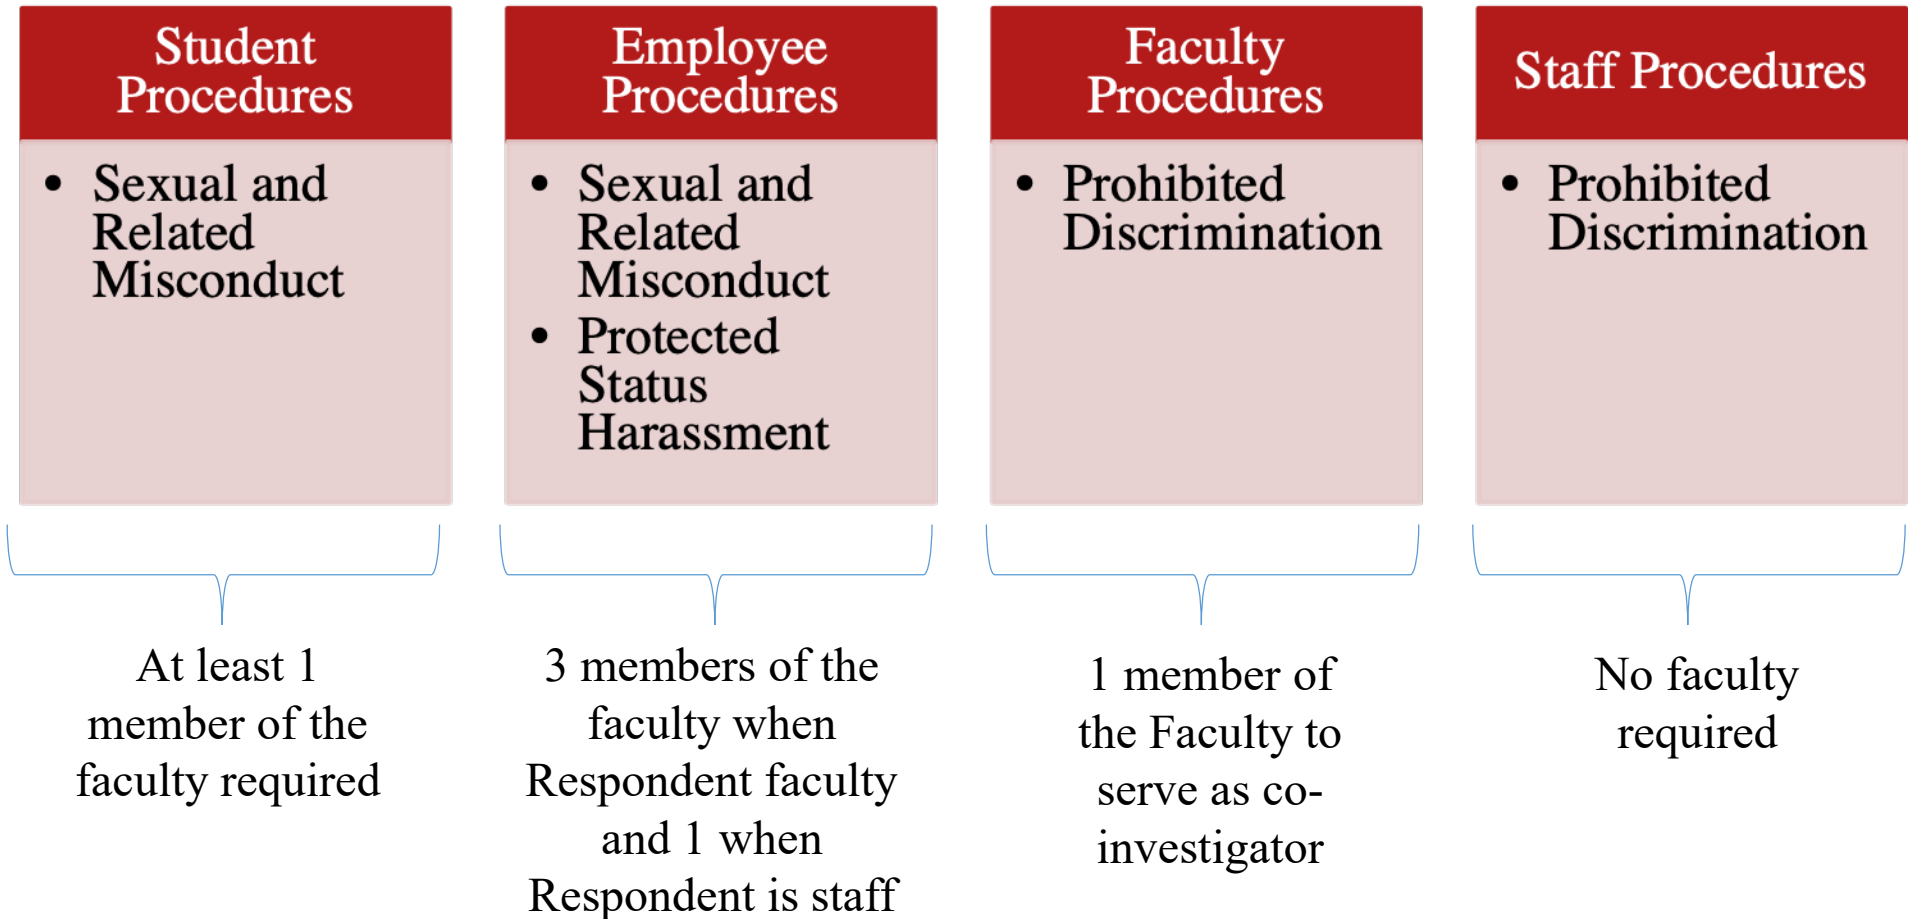 Student
Procedures
• Sexual and
Related
Misconduct
At least 1
member of the
faculty required
Employee
Procedures
• Sexual and
Related
Misconduct
• Protected
Status
Harassment
3 members of the
faculty when
Respondent faculty
and 1 when
Respondent is staff
Faculty
Procedures
• Prohibited
Discrimination
1 member of
the Faculty to
serve as co-
investigator
Staff Procedures
• Prohibited
Discrimination
No faculty
required